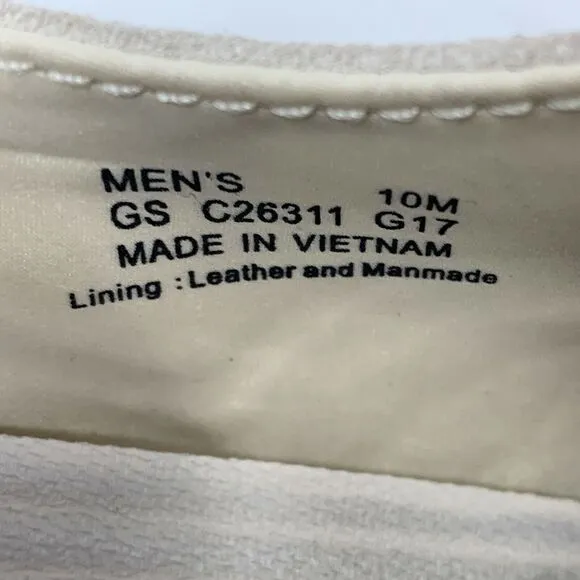 MEN'S 10M
GS C26311 G17
MADE IN VIETNAM
Lining : Leather and Manmade